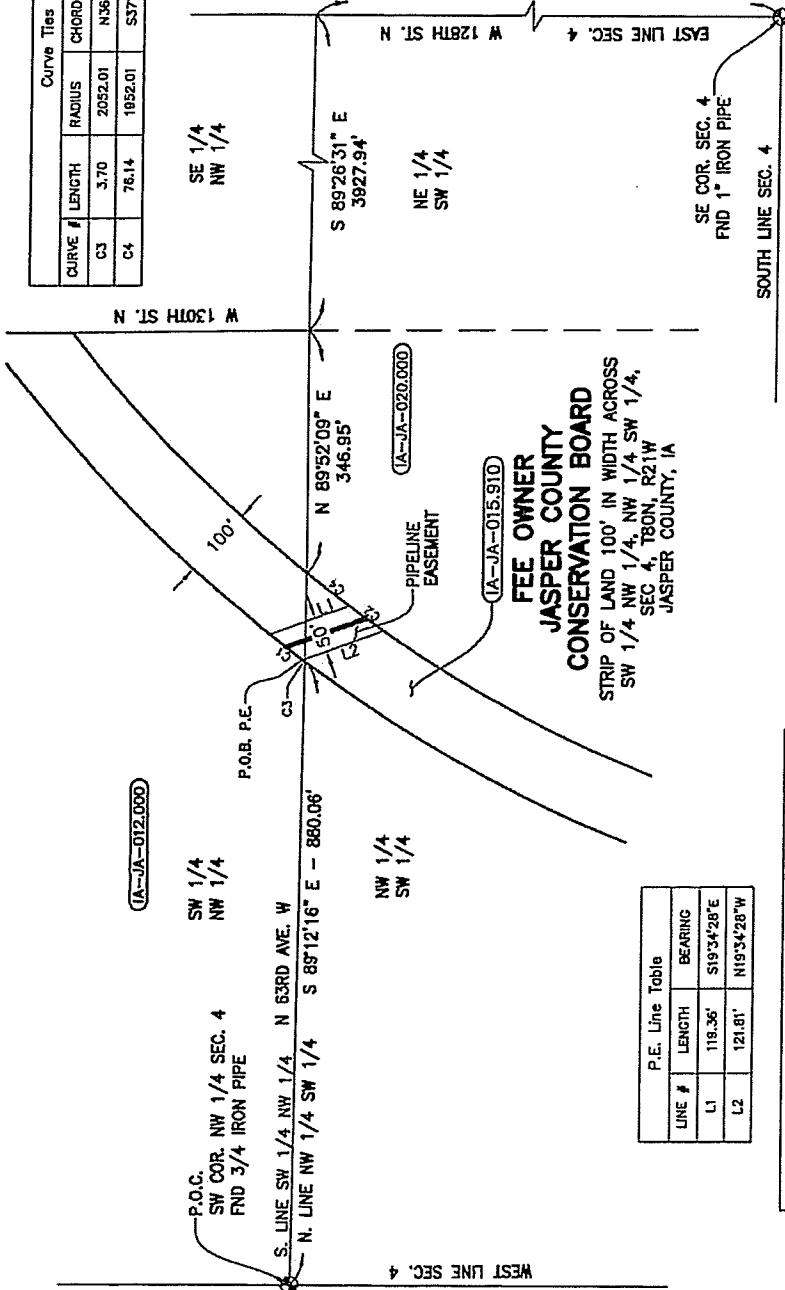 Curve Ties
CURVE # LENGTH RADIUS CHORD
C3 3.70 2052.01 N36
C4 76.14 1952.01 S37
SE 1/4
NW 1/4
W 128TH ST. N
EAST LINE SEC. 4
S 89°26'31" E
3927.94'
NE 1/4
SW 1/4
SE COR. SEC. 4
FND 1" IRON PIPE
SOUTH LINE SEC. 4
W 130TH ST. N
N 89°52'09" E
346.95'
IA-JA-020.000
100'
PIPELINE
EASEMENT
L1
50'
L2
P.O.B. P.E.
C3
IA-JA-015.910
FEE OWNER
JASPER COUNTY
CONSERVATION BOARD
STRIP OF LAND 100' IN WIDTH ACROSS
SW 1/4 NW 1/4, NW 1/4 SW 1/4,
SEC 4, T80N, R21W
JASPER COUNTY, IA
IA-JA-012.000
SW 1/4
NW 1/4
P.O.C.
SW COR. NW 1/4 SEC. 4
FND 3/4 IRON PIPE
S. LINE SW 1/4 NW 1/4 N 63RD AVE. W
N. LINE NW 1/4 SW 1/4 S 89°12'16" E - 880.06'
NW 1/4
SW 1/4
WEST LINE SEC. 4
P.E. Line Table
LINE # LENGTH BEARING
L1 119.36' S19°34'28"E
L2 121.81' N19°34'28"W